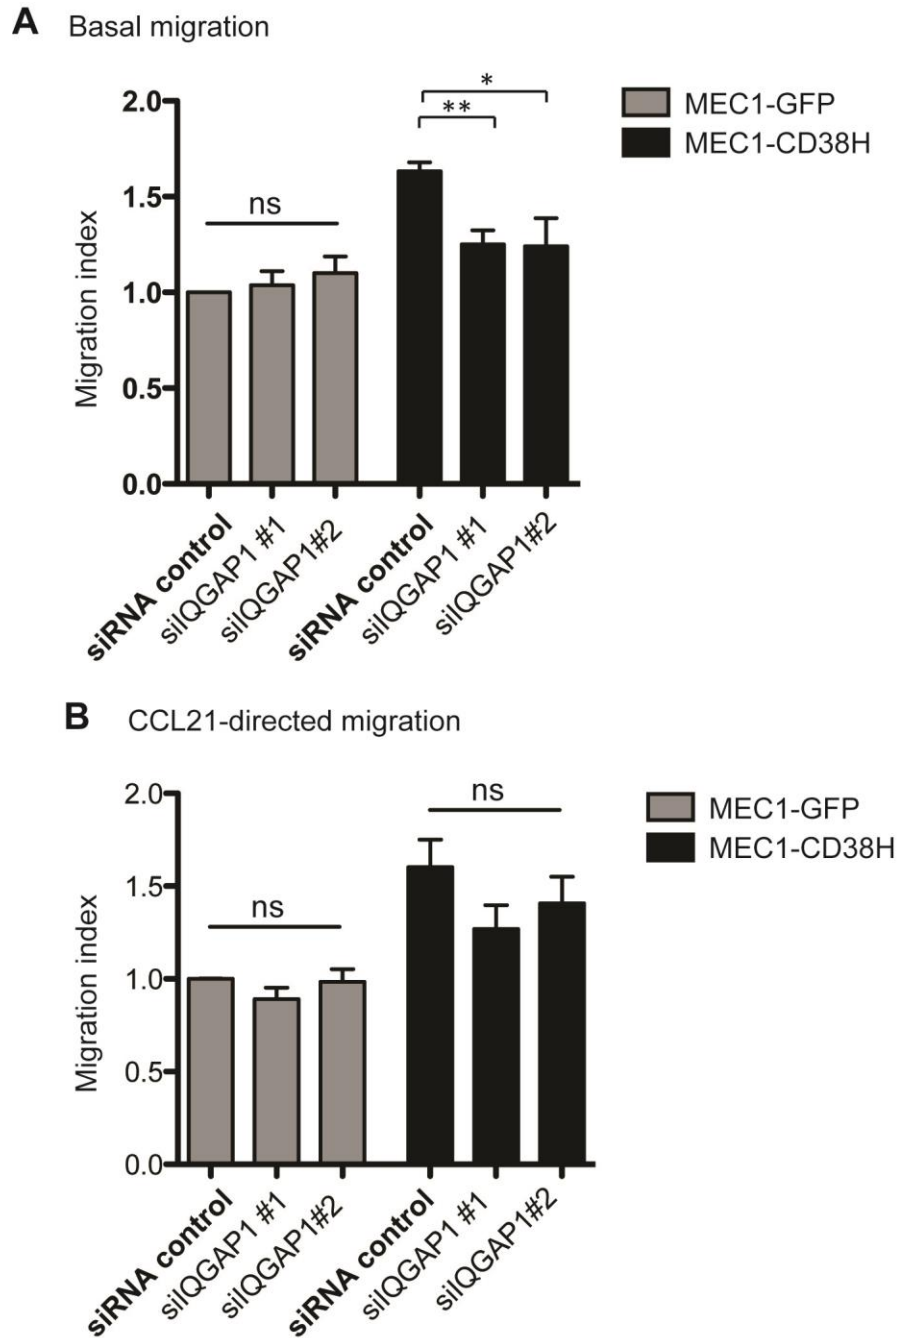 A Basal migration
* 
**
MEC1-GFP
MEC1-CD38H
2.0
1.5
1.0
0.5
0.0
Migration index
ns
siRNA control
siIQGAP1 #1
siIQGAP1#2
siRNA control
siIQGAP1 #1
siIQGAP1#2
B CCL21-directed migration
ns
MEC1-GFP
MEC1-CD38H
2.0
1.5
1.0
0.5
0.0
Migration index
ns
siRNA control
siIQGAP1 #1
siIQGAP1#2
siRNA control
siIQGAP1 #1
siIQGAP1#2